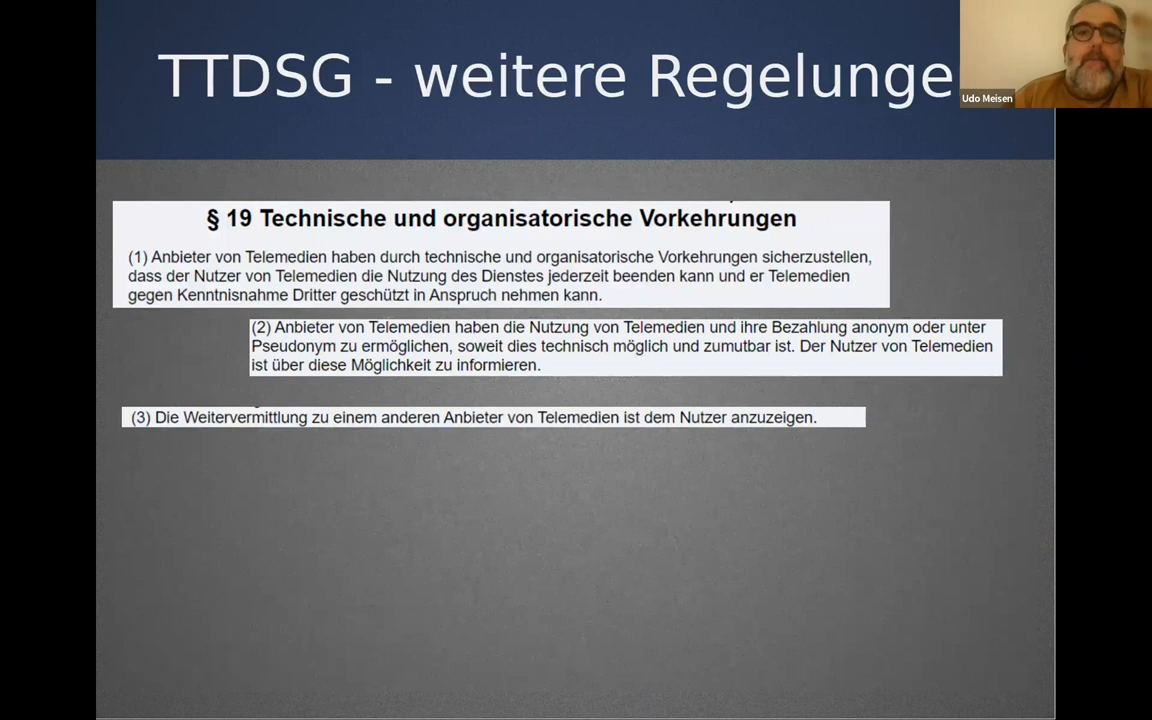 TTDSG - weitere Regelunge
Udo Meisen
§ 19 Technische und organisatorische Vorkehrungen
(1) Anbieter von Telemedien haben durch technische und organisatorische Vorkehrungen sicherzustellen,
dass der Nutzer von Telemedien die Nutzung des Dienstes jederzeit beenden kann und er Telemedien
gegen Kenntnisnahme Dritter geschützt in Anspruch nehmen kann.
(2) Anbieter von Telemedien haben die Nutzung von Telemedien und ihre Bezahlung anonym oder unter
Pseudonym zu ermöglichen, soweit dies technisch möglich und zumutbar ist. Der Nutzer von Telemedien
ist über diese Möglichkeit zu informieren.
(3) Die Weitervermittlung zu einem anderen Anbieter von Telemedien ist dem Nutzer anzuzeigen.